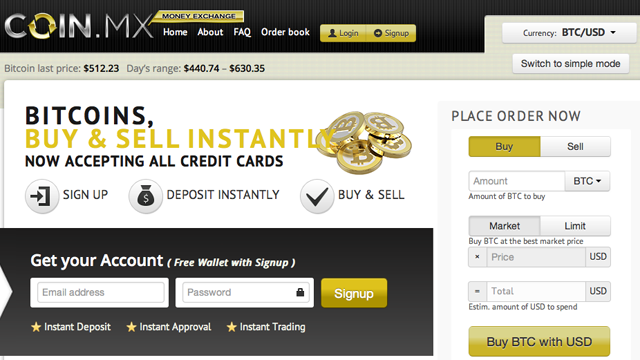 COIN.MX
MONEY EXCHANGE
Home About FAQ Order book
Login Signup
Currency: BTC/USD
Bitcoin last price: $512.23 Day's range: $440.74 – $630.35
Switch to simple mode
BITCOINS,
BUY & SELL INSTANTLY
NOW ACCEPTING ALL CREDIT CARDS
SIGN UP
$
DEPOSIT INSTANTLY
BUY & SELL
Get your Account ( Free Wallet with Signup )
Email address
Password
Signup
Instant Deposit Instant Approval Instant Trading
PLACE ORDER NOW
Buy Sell
Amount BTC
Amount of BTC to buy
Market Limit
Buy BTC at the best market price
× Price USD
= Total USD
Estim. amount of USD to spend
Buy BTC with USD